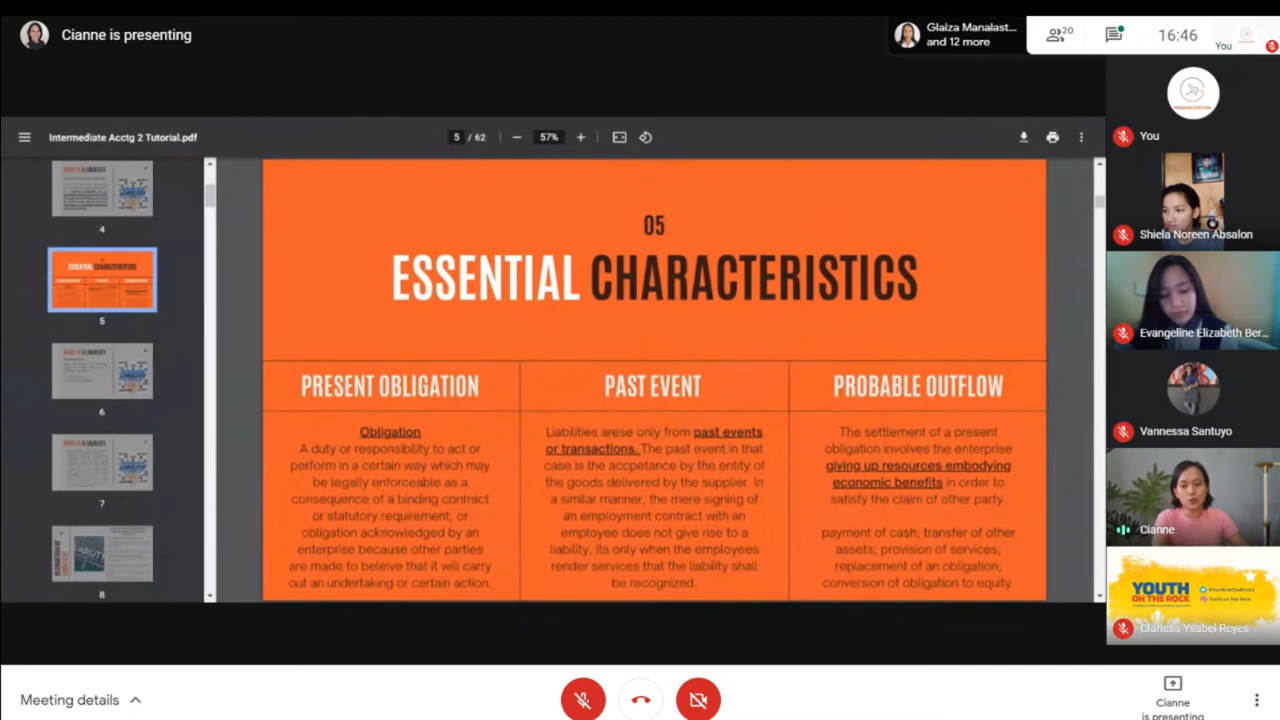 Cianne is presenting
Glaiza Manalast...
and 12 more
20
16:46
You
Intermediate Acctg 2 Tutorial.pdf
5 / 62
57%
4
5
6
7
8
05
ESSENTIAL CHARACTERISTICS
PRESENT OBLIGATION
Obligation
A duty or responsibility to act or
perform in a certain way which may
be legally enforceable as a
consequence of a binding contract
or statutory requirement; or
obligation acknowledged by an
enterprise because other parties
are made to beleive that it will carry
out an undertaking or certain action.
PAST EVENT
Liabilities arese only from past events
or transactions. The past event in that
case is the accpetance by the entity of
the goods delivered by the supplier. In
a similar manner, the mere signing of
an employment contract with an
employee does not give rise to a
liability, its only when the employees
render services that the liability shall
be recognized.
PROBABLE OUTFLOW
The settlement of a present
obligation involves the enterprise
giving up resources embodying
economic benefits in order to
satisfy the claim of other party.
payment of cash; transfer of other
assets; provision of services;
replacement of an obligation;
conversion of obligation to equity.
You
Shiela Noreen Absalon
Evangeline Elizabeth Ber...
Vannessa Santuyo
Cianne
YOUTH
ON THE ROCK
Clarissa Ysabel Reyes
Meeting details
Cianne
is presenting